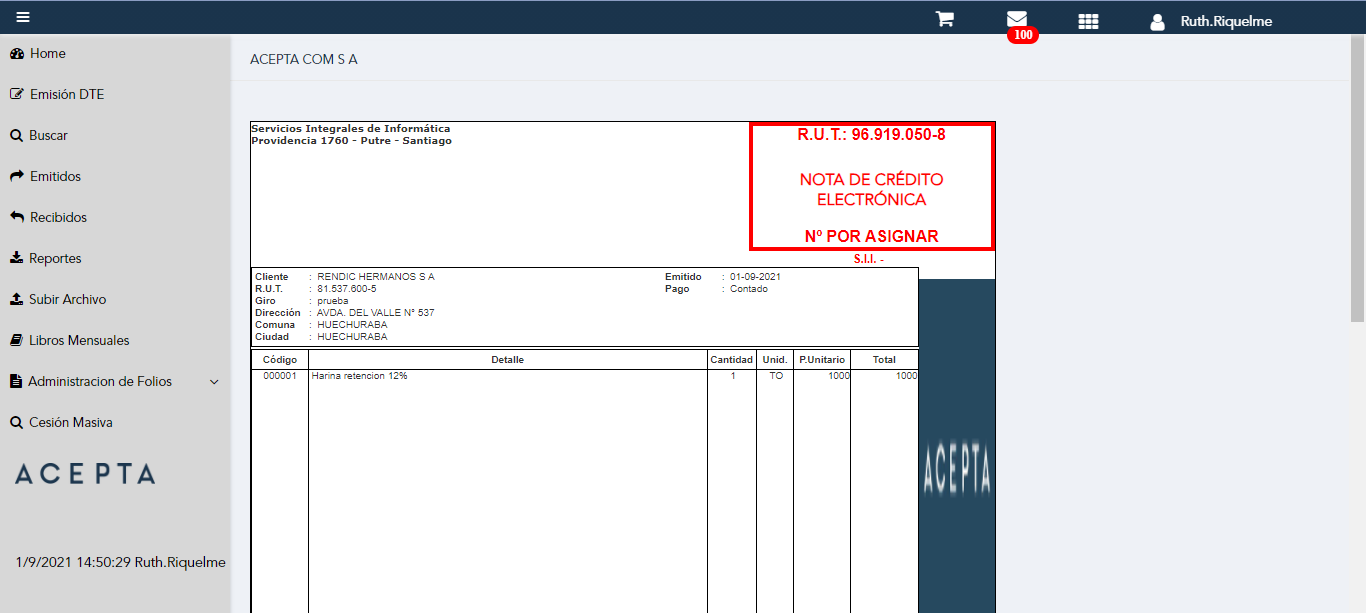 Ruth.Riquelme
100
Home
Emisión DTE
Buscar
Emitidos
Recibidos
Reportes
Subir Archivo
Libros Mensuales
Administracion de Folios
Cesión Masiva
ACEPTA
1/9/2021 14:50:29 Ruth.Riquelme
ACEPTA COM S A
Servicios Integrales de Informática
Providencia 1760 - Putre - Santiago
R.U.T.: 96.919.050-8
NOTA DE CRÉDITO
ELECTRÓNICA
Nº POR ASIGNAR
S.I.I. -
Cliente : RENDIC HERMANOS S A Emitido : 01-09-2021
R.U.T. : 81.537.600-5 Pago : Contado
Giro : prueba
Dirección : AVDA. DEL VALLE N° 537
Comuna : HUECHURABA
Ciudad : HUECHURABA
Código Detalle Cantidad Unid. P.Unitario Total
000001 Harina retencion 12% 1 TO 1000 1000
ACEPTA